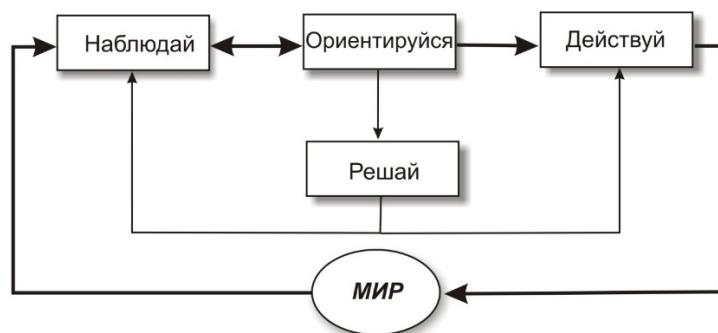 Наблюдай
Ориентируйся
Действуй
Решай
МИР